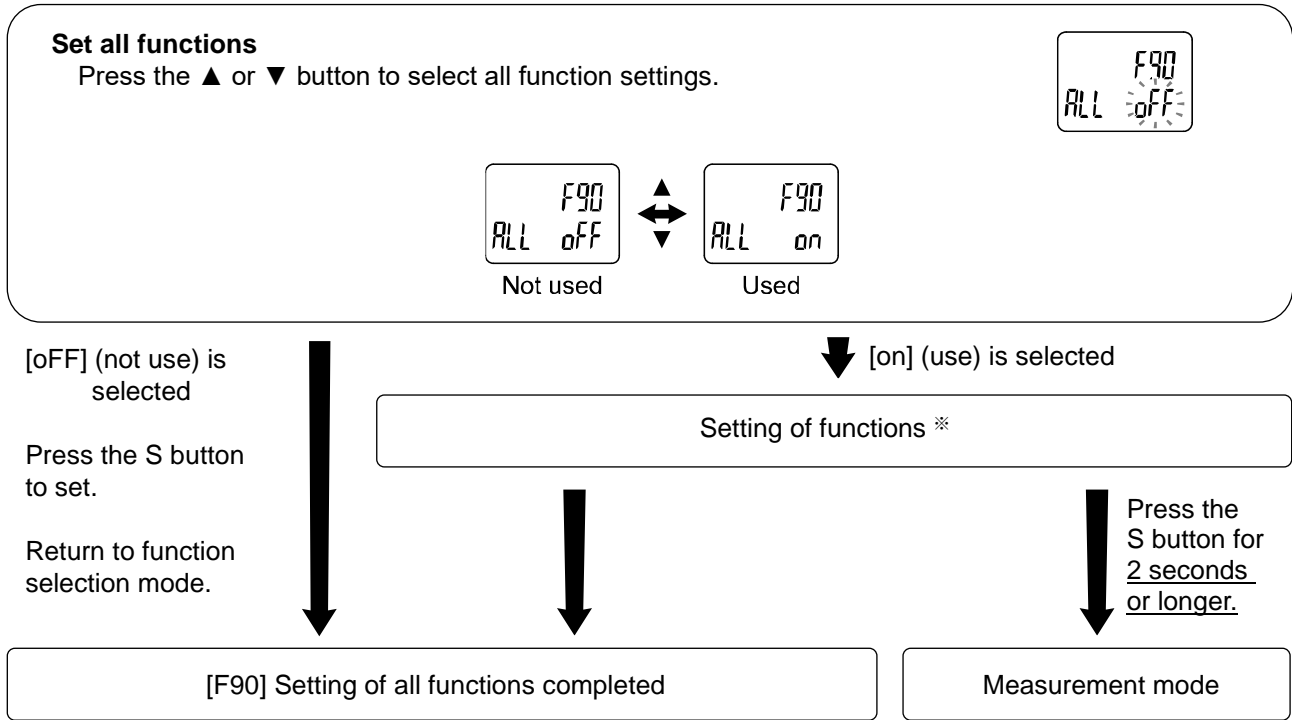 Set all functions
Press the ▲ or ▼ button to select all function settings.
F90
ALL oFF
F90
ALL oFF
▲
▼
F90
ALL on
Not used
Used
[oFF] (not use) is
selected
Press the S button
to set.
Return to function
selection mode.
[on] (use) is selected
Setting of functions ※
Press the
S button for
2 seconds
or longer.
[F90] Setting of all functions completed
Measurement mode